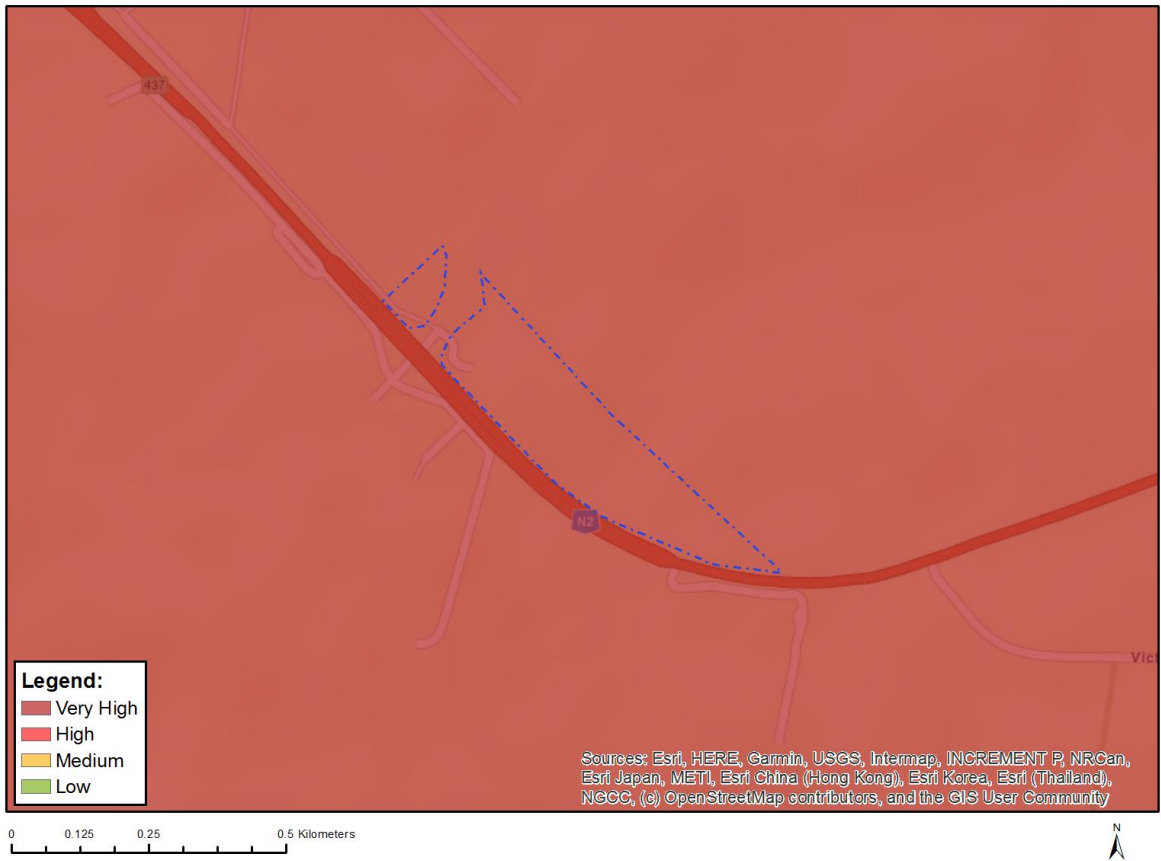 437
N2
Vict
Legend:
Very High
High
Medium
Low
Sources: Esri, HERE, Garmin, USGS, Intermap, INCREMENT P, NRCan,
Esri Japan, METI, Esri China (Hong Kong), Esri Korea, Esri (Thailand),
NGCC, (c) OpenStreetMap contributors, and the GIS User Community
0 0.125 0.25 0.5 Kilometers
N